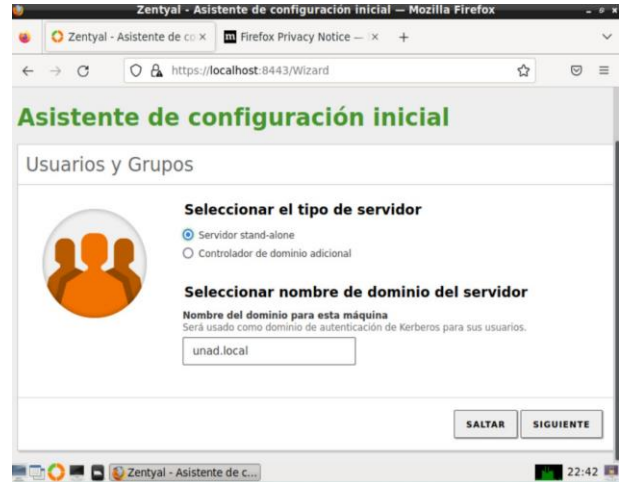 Zentyal - Asistente de configuración inicial — Mozilla Firefox
Zentyal - Asistente de co
Firefox Privacy Notice —
https://localhost:8443/Wizard
Asistente de configuración inicial
Usuarios y Grupos
Seleccionar el tipo de servidor
Servidor stand-alone
Controlador de dominio adicional
Seleccionar nombre de dominio del servidor
Nombre del dominio para esta máquina
Será usado como dominio de autenticación de Kerberos para sus usuarios.
unad.local
SALTAR SIGUIENTE
Zentyal - Asistente de c... 22:42